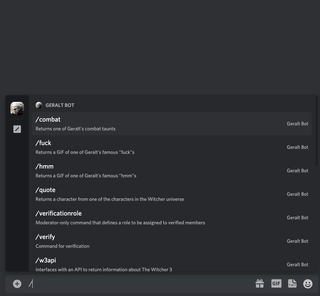 GERALT BOT
/combat
Returns one of Geralt's combat taunts
Geralt Bot
/fuck
Returns a GIF of one of Geralt's famous "fuck"s
Geralt Bot
/hmm
Returns a GIF of one of Geralt's famous "hmm"s
Geralt Bot
/quote
Returns a character from one of the characters in the Witcher universe
Geralt Bot
/verificationrole
Moderator-only command that defines a role to be assigned to verified members
Geralt Bot
/verify
Command for verification
Geralt Bot
/w3api
Interfaces with an API to return information about The Witcher 3
Geralt Bot
/
GIF